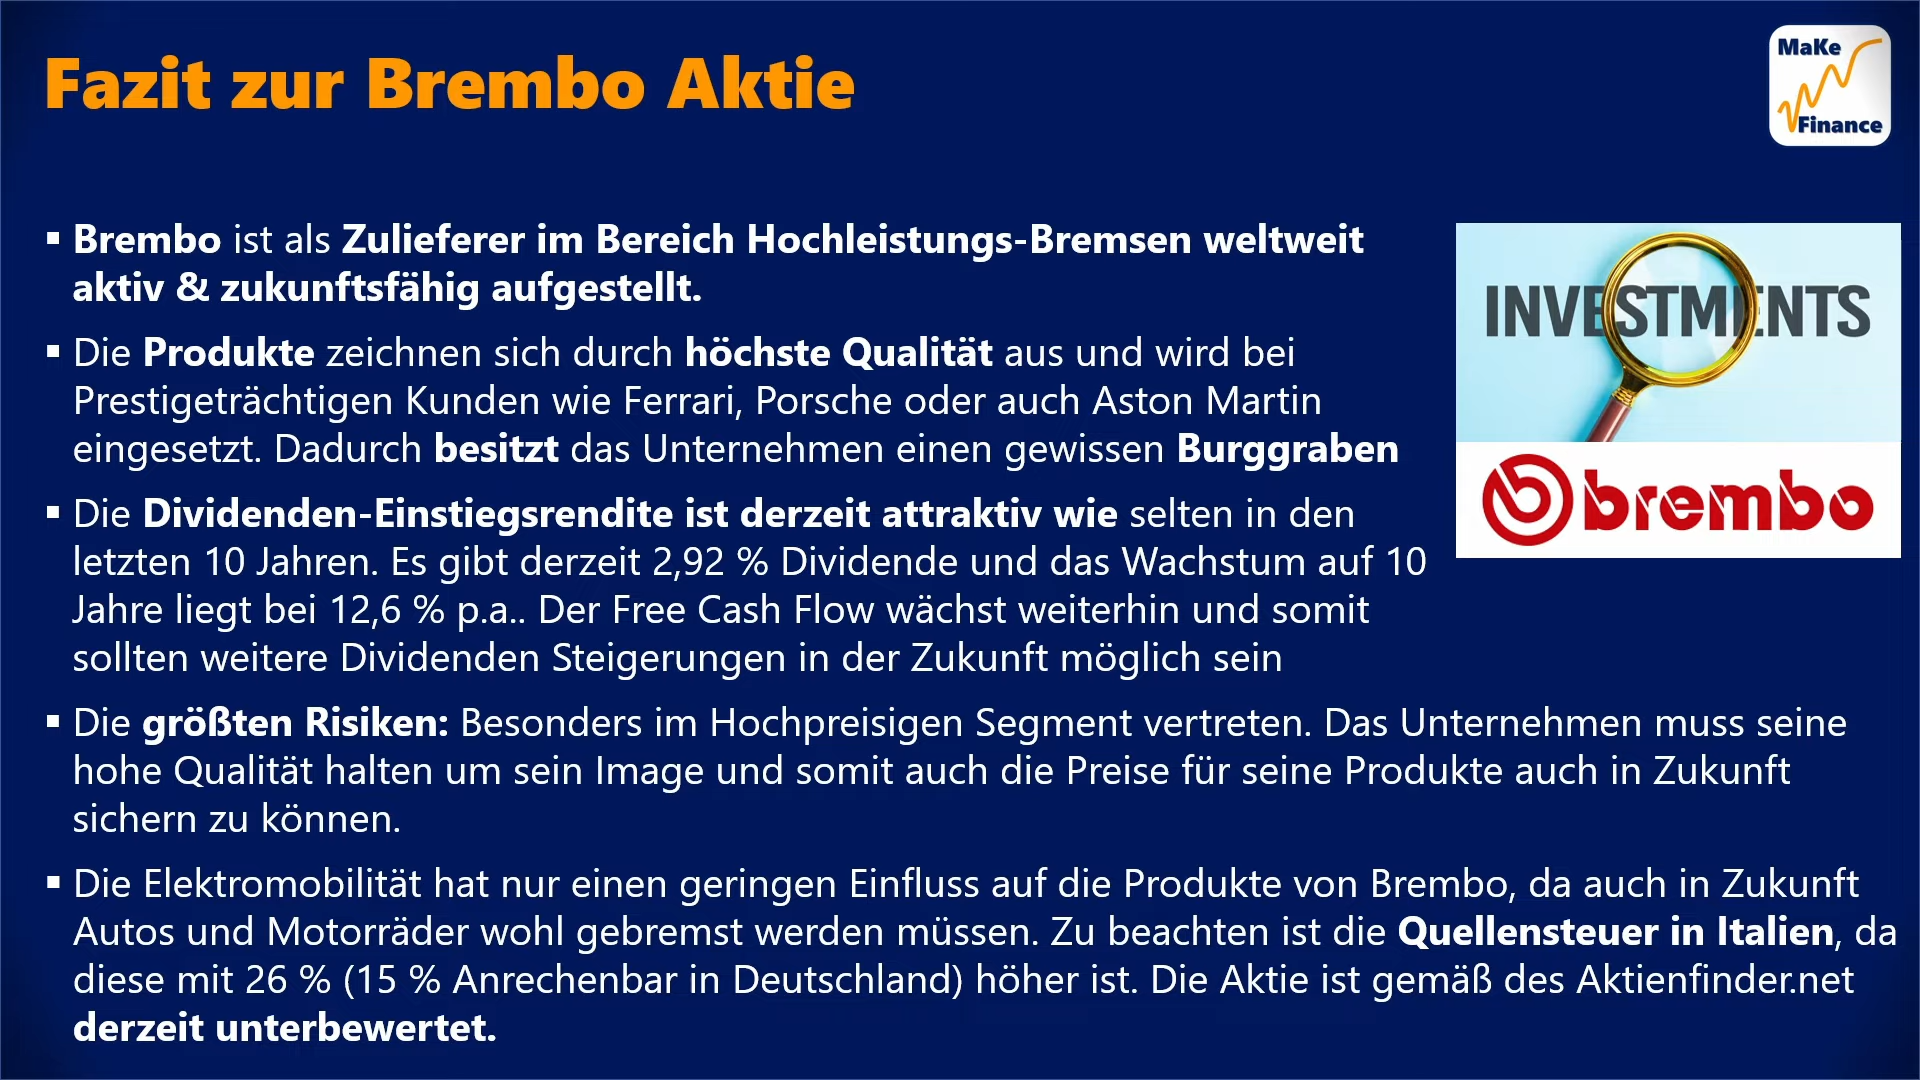 Fazit zur Brembo Aktie
MaKe
Finance
▪ Brembo ist als Zulieferer im Bereich Hochleistungs-Bremsen weltweit
aktiv & zukunftsfähig aufgestellt.
▪ Die Produkte zeichnen sich durch höchste Qualität aus und wird bei
Prestigeträchtigen Kunden wie Ferrari, Porsche oder auch Aston Martin
eingesetzt. Dadurch besitzt das Unternehmen einen gewissen Burggraben
▪ Die Dividenden-Einstiegsrendite ist derzeit attraktiv wie selten in den
letzten 10 Jahren. Es gibt derzeit 2,92 % Dividende und das Wachstum auf 10
Jahre liegt bei 12,6 % p.a.. Der Free Cash Flow wächst weiterhin und somit
sollten weitere Dividenden Steigerungen in der Zukunft möglich sein
▪ Die größten Risiken: Besonders im Hochpreisigen Segment vertreten. Das Unternehmen muss seine
hohe Qualität halten um sein Image und somit auch die Preise für seine Produkte auch in Zukunft
sichern zu können.
▪ Die Elektromobilität hat nur einen geringen Einfluss auf die Produkte von Brembo, da auch in Zukunft
Autos und Motorräder wohl gebremst werden müssen. Zu beachten ist die Quellensteuer in Italien, da
diese mit 26 % (15 % Anrechenbar in Deutschland) höher ist. Die Aktie ist gemäß des Aktienfinder.net
derzeit unterbewertet.
INVESTMENTS
brembo